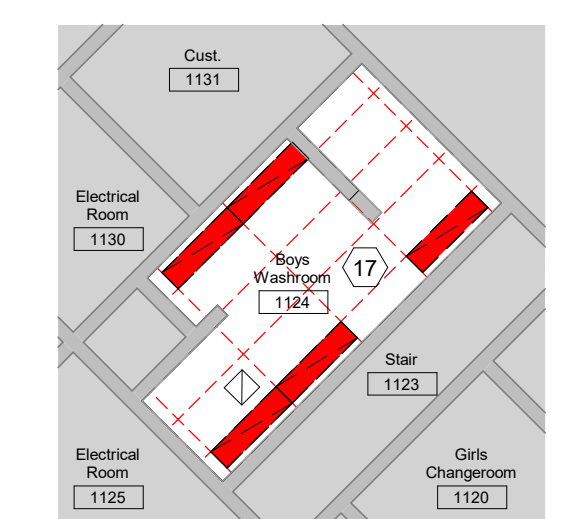 Cust.
1131
Electrical
Room
1130
Boys
Washroom
1124
17
Stair
1123
Electrical
Room
1125
Girls
Changeroom
1120